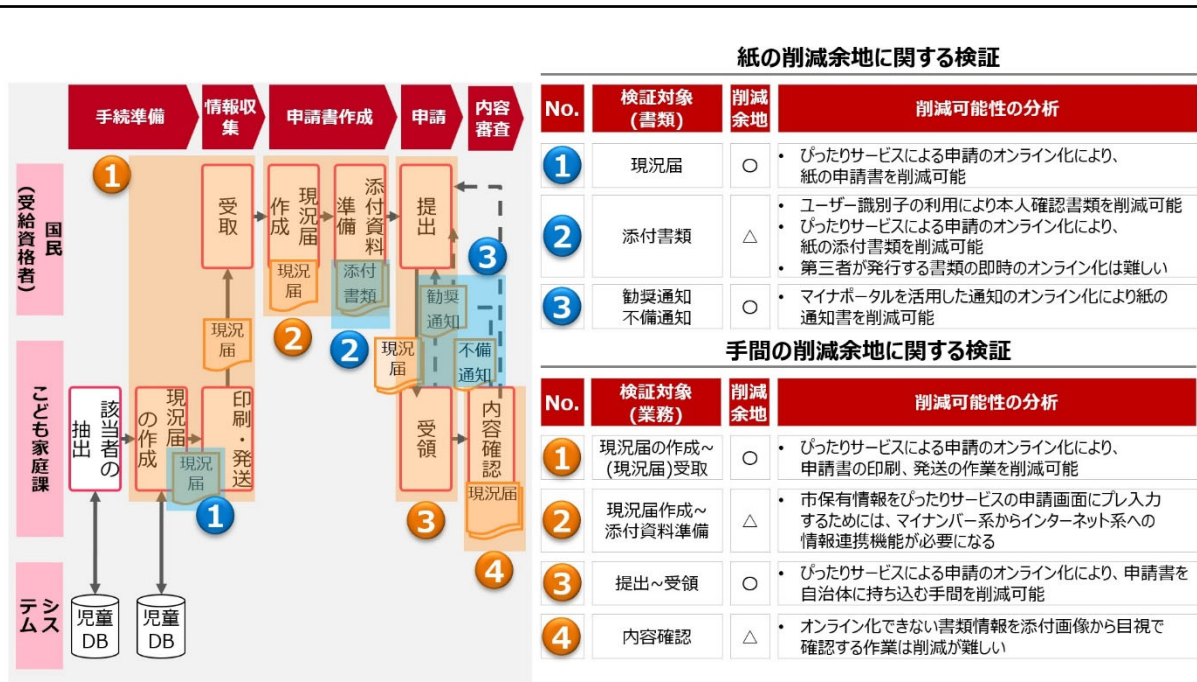 手続準備
情報収
集
申請書作成
申請
内容
審査
国民
(受給資格者)
こども家庭課
システム
1
受取
現況届
作成
添付資料
準備
提出
現況
届
添付
書類
勧奨
通知
3
2
2
現況
届
現況
届
不備
通知
該当者の
抽出
現況届
の作成
印刷・発送
受領
内容確認
現況
届
1
現況届
3
4
児童
DB
児童
DB
紙の削減余地に関する検証
No.
検証対象
(書類)
削減
余地
削減可能性の分析
1
現況届
○
• ぴったりサービスによる申請のオンライン化により、
紙の申請書を削減可能
2
添付書類
△
• ユーザー識別子の利用により本人確認書類を削減可能
• ぴったりサービスによる申請のオンライン化により、
紙の添付書類を削減可能
• 第三者が発行する書類の即時のオンライン化は難しい
3
勧奨通知
不備通知
○
• マイナポータルを活用した通知のオンライン化により紙の
通知書を削減可能
手間の削減余地に関する検証
No.
検証対象
(業務)
削減
余地
削減可能性の分析
1
現況届の作成~
(現況届)受取
○
• ぴったりサービスによる申請のオンライン化により、
申請書の印刷、発送の作業を削減可能
2
現況届作成~
添付資料準備
△
• 市保有情報をぴったりサービスの申請画面にプレ入力
するためには、マイナンバー系からインターネット系への
情報連携機能が必要になる
3
提出~受領
○
• ぴったりサービスによる申請のオンライン化により、申請書を
自治体に持ち込む手間を削減可能
4
内容確認
△
• オンライン化できない書類情報を添付画像から目視で
確認する作業は削減が難しい